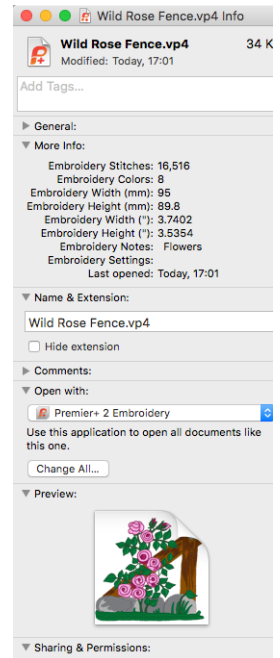 Wild Rose Fence.vp4 Info
Wild Rose Fence.vp4 34 K
Modified: Today, 17:01
Add Tags...
General:
More Info:
Embroidery Stitches: 16,516
Embroidery Colors: 8
Embroidery Width (mm): 95
Embroidery Height (mm): 89.8
Embroidery Width ("): 3.7402
Embroidery Height ("): 3.5354
Embroidery Notes: Flowers
Embroidery Settings:
Last opened: Today, 17:01
Name & Extension:
Wild Rose Fence.vp4
Hide extension
Comments:
Open with:
Premier+ 2 Embroidery
Use this application to open all documents like
this one.
Change All...
Preview:
Sharing & Permissions: